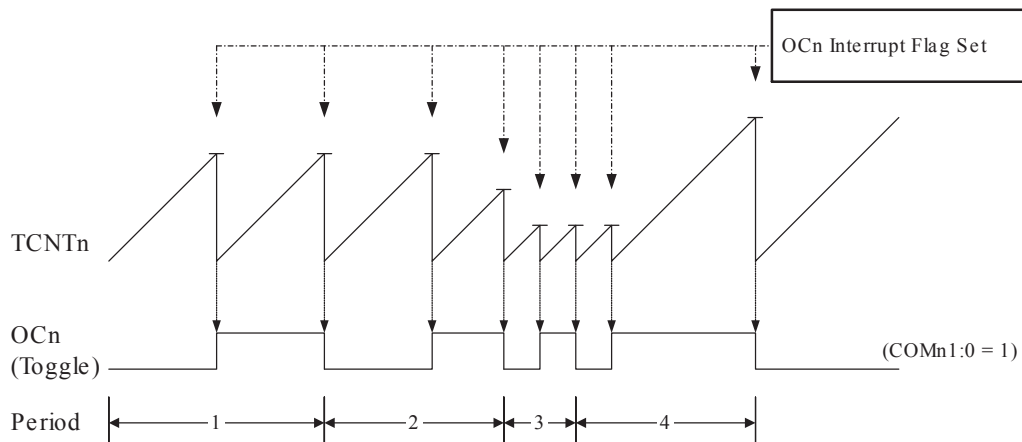 OCn Interrupt Flag Set
TCNTn
OCn
(Toggle)
(COMn1:0 = 1)
Period
1
2
3
4